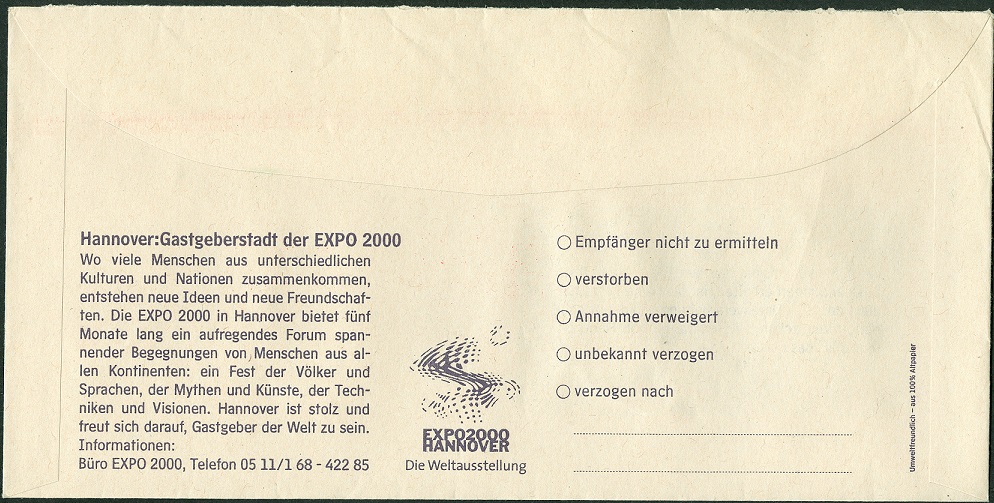 Hannover:Gastgeberstadt der EXPO 2000
Wo viele Menschen aus unterschiedlichen
Kulturen und Nationen zusammenkommen,
entstehen neue Ideen und neue Freundschaf-
ten. Die EXPO 2000 in Hannover bietet fünf
Monate lang ein aufregendes Forum span-
nender Begegnungen von Menschen aus al-
len Kontinenten: ein Fest der Völker und
Sprachen, der Mythen und Künste, der Tech-
niken und Visionen. Hannover ist stolz und
freut sich darauf, Gastgeber der Welt zu sein.
Informationen:
Büro EXPO 2000, Telefon 05 11/1 68 - 422 85
EXPO2000
HANNOVER
Die Weltausstellung
Empfänger nicht zu ermitteln
verstorben
Annahme verweigert
unbekannt verzogen
verzogen nach
Umweltfreundlich – aus 100% Altpapier